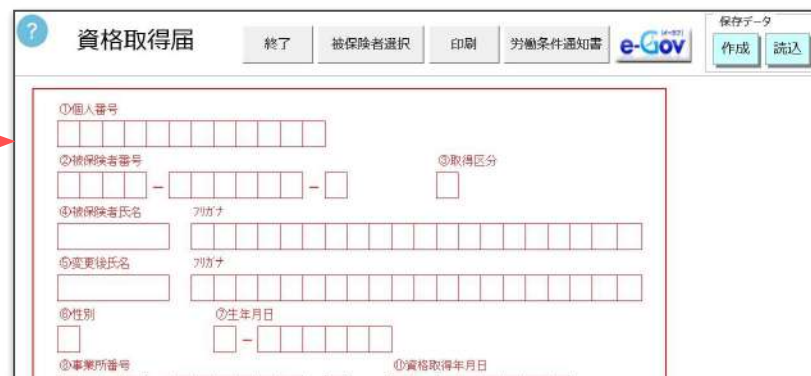 ?
資格取得届
終了
被保険者選択
印刷
労働条件通知書
e-Gov
保存データ
作成
読込
①個人番号
②被保険者番号
③取得区分
④被保険者氏名
フリガナ
⑤変更後氏名
フリガナ
⑥性別
⑦生年月日
⑧事業所番号
資格取得年月日